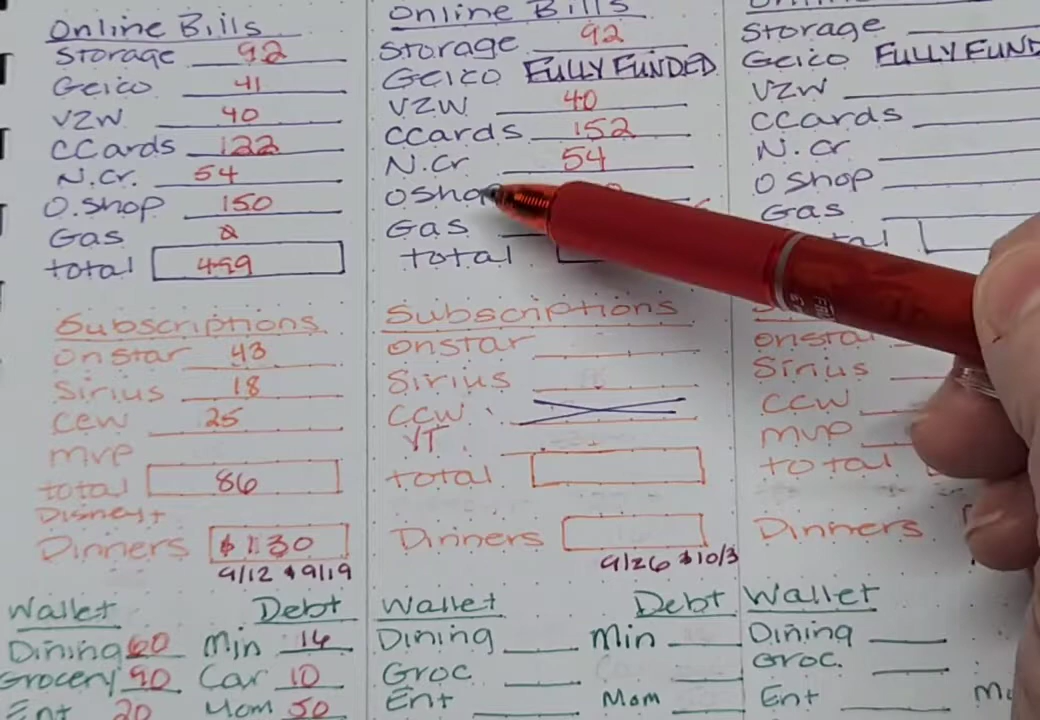 Online Bills
Storage 92
Geico 41
VZW 40
CCards 122
N.Cr. 54
O.Shop 150
Gas
total 499
Subscriptions
Onstar 43
Sirius 18
CCW 25
mvp
total 86
Disney+
Dinners $130
9/12 & 9/19
Wallet Debt
Dining 60 Min 14
Grocery 90 Car 10
Ent 20 Mom 50
Online Bills
Storage 92
Geico FULLY FUNDED
VZW 40
CCards 152
N.Cr 54
Gas
total
Subscriptions
Onstar
Sirius
CCW
YT
total
Dinners
9/26 & 10/3
Wallet Debt
Dining Min
Groc
Ent Mom
Storage
Geico
VZW
CCards
N.Cr
O Shop
Gas
Sirius
CCW
mvp
total
Dinners
Wallet
Dining
Groc.
Ent